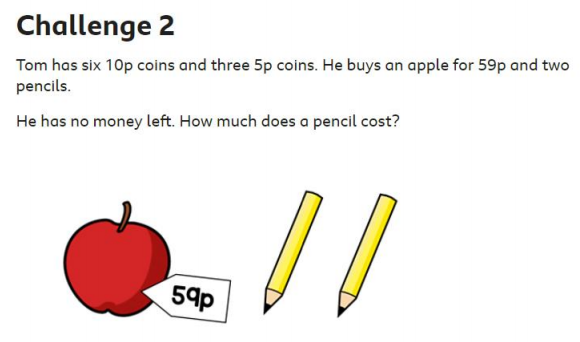 Challenge 2
Tom has six 10p coins and three 5p coins. He buys an apple for 59p and two
pencils.
He has no money left. How much does a pencil cost?
59p